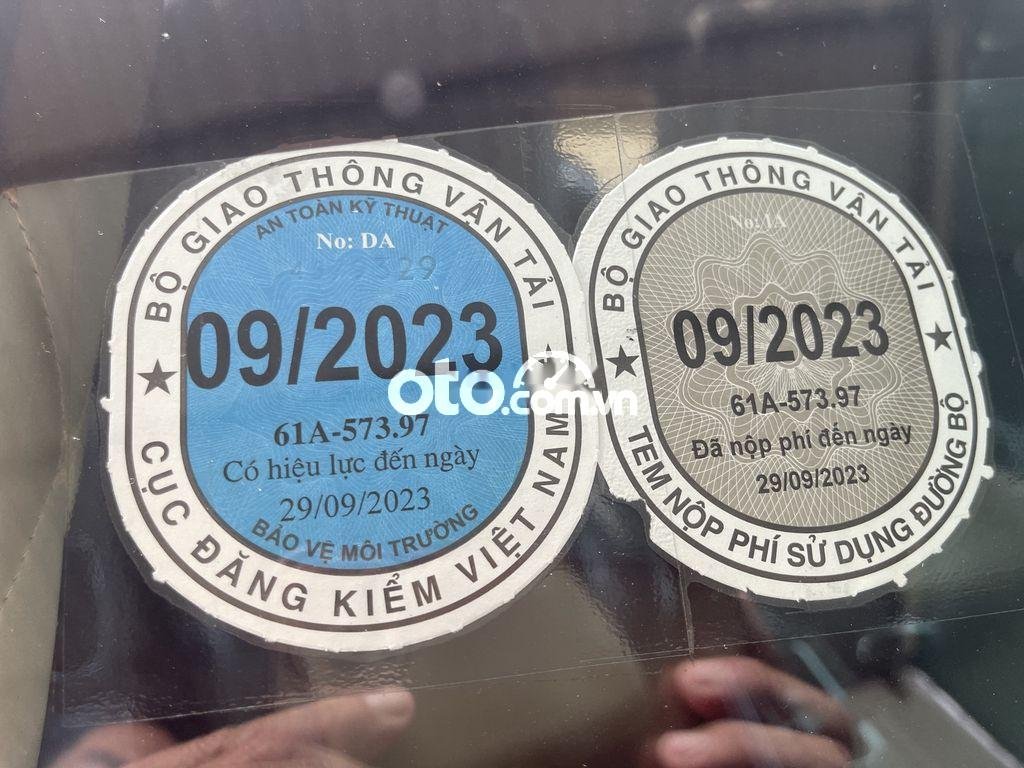 BỘ GIAO THÔNG VẬN TẢI
AN TOÀN KỸ THUẬT
No: DA
09/2023
61A-573.97
Có hiệu lực đến ngày
29/09/2023
BẢO VỆ MÔI TRƯỜNG
CỤC ĐĂNG KIỂM VIỆT NAM
BỘ GIAO THÔNG VẬN TẢI
No: IA
09/2023
61A-573.97
Đã nộp phí đến ngày
29/09/2023
TEM NỘP PHÍ SỬ DỤNG ĐƯỜNG BỘ
oto.com.vn